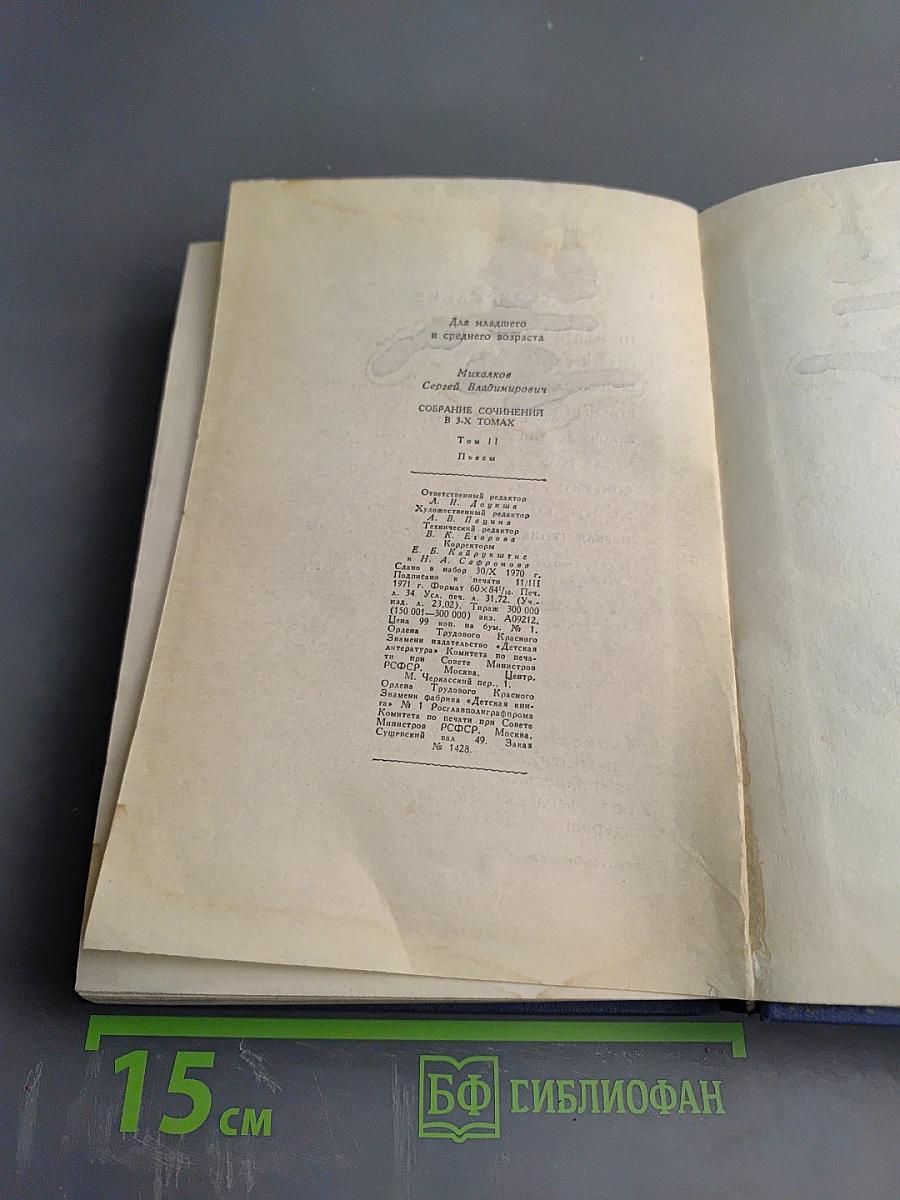 Для младшего
и среднего возраста
Михалков
Сергей Владимирович
СОБРАНИЕ СОЧИНЕНИЙ
В 3-Х ТОМАХ
Том II
Пьесы
Ответственный редактор
Л. Н. Доукша
Художественный редактор
А. В. Пацина
Технический редактор
В. К. Егорова
Корректоры
Е. Б. Кайрукштис
и Н. А. Сафронова
Сдано в набор 30/X 1970 г.
Подписано к печати 11/III
1971 г. Формат 60×84 1/16. Печ.
л. 34. Усл. печ. л. 31.72. (Уч.-
изд. л. 23.02). Тираж 300 000
(150 001—300 000) экз. А09212.
Цена 99 коп. на бум. № 1.
Ордена Трудового Красного
Знамени издательство «Детская
литература» Комитета по печа-
ти при Совете Министров
РСФСР. Москва, Центр,
М. Черкасский пер., 1.
Ордена Трудового Красного
Знамени фабрика «Детская кни-
га» № 1 Росглавполиграфпрома
Комитета по печати при Совете
Министров РСФСР. Москва,
Сущевский вал 49. Заказ
№ 1428.
15 см
БФ БИБЛИОФАН